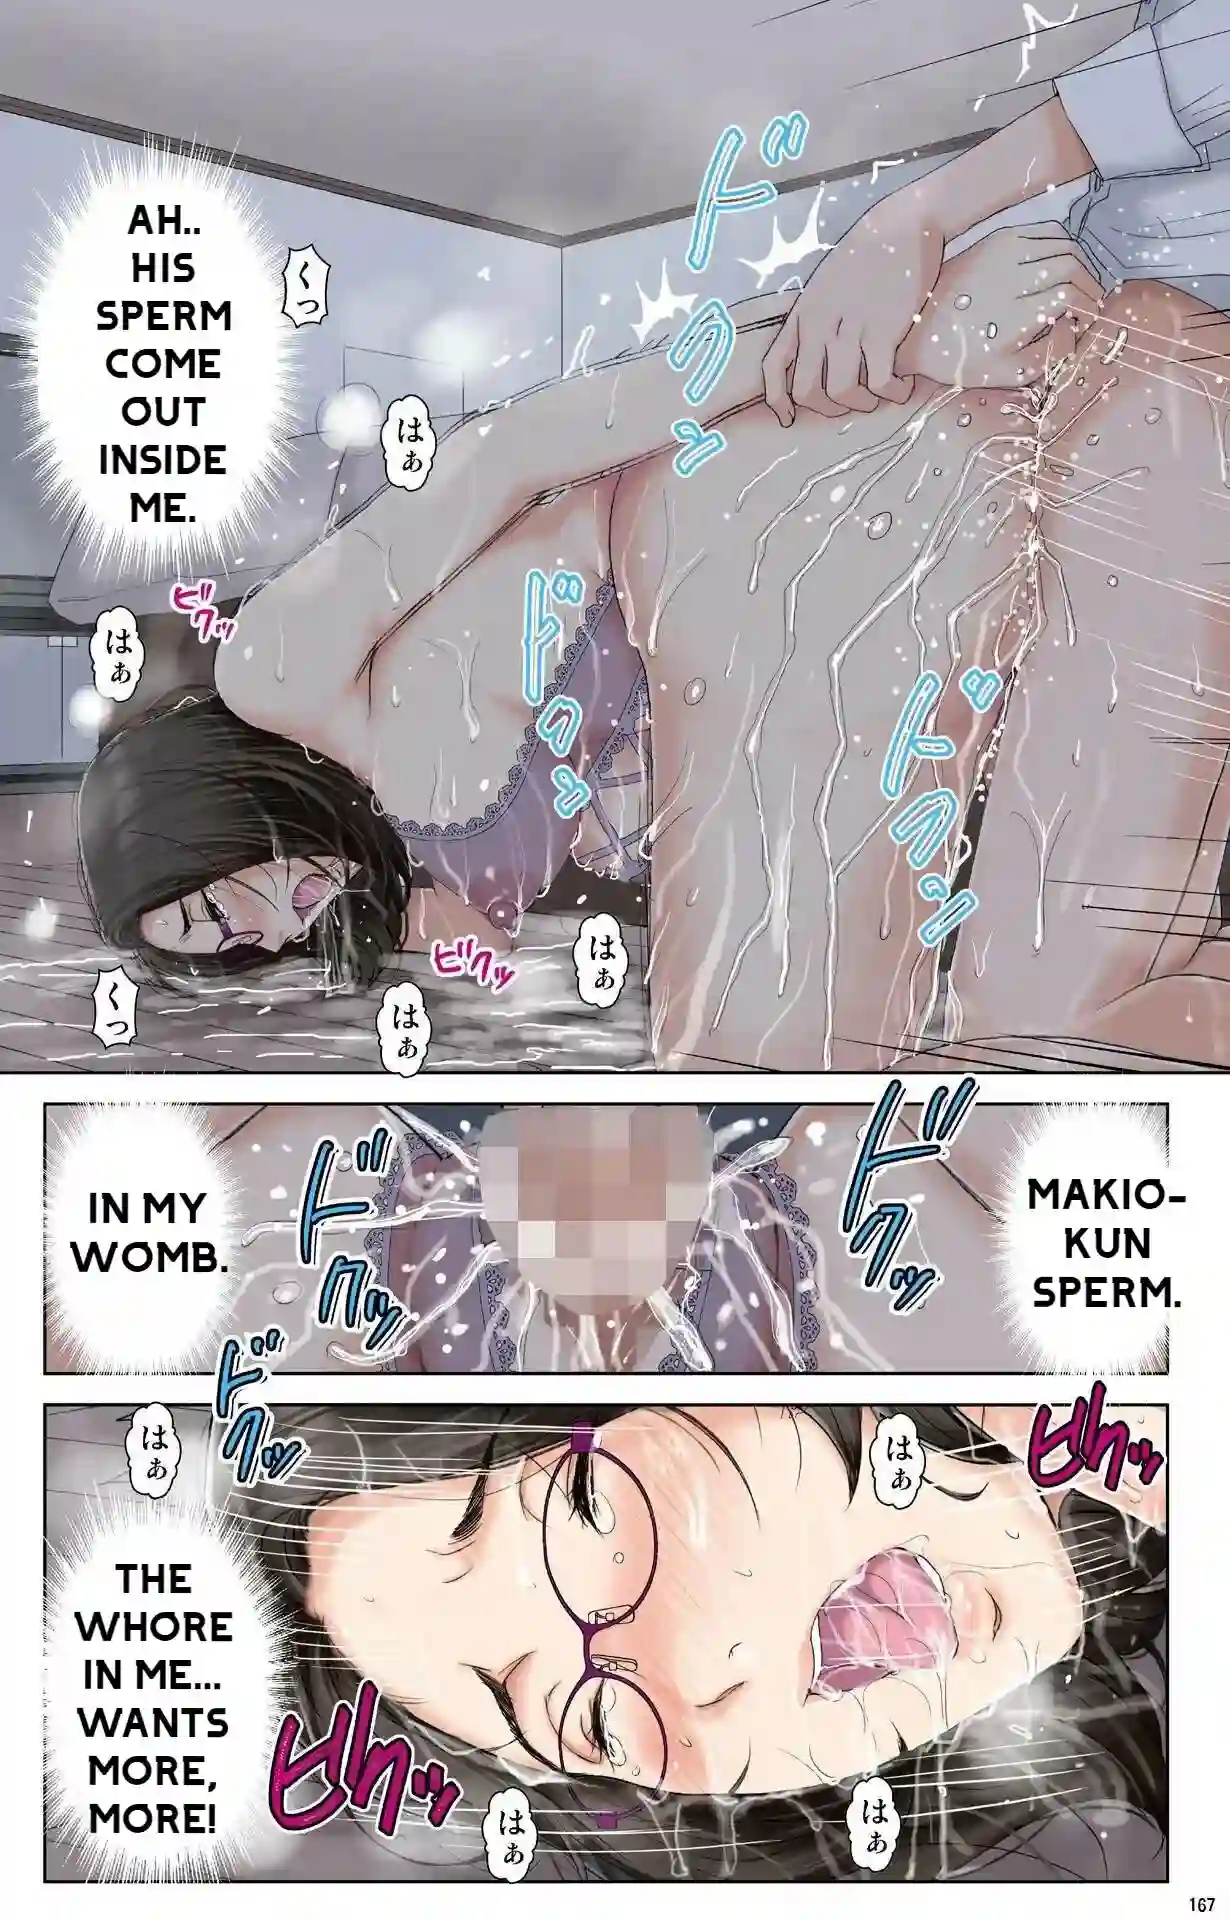 ドクン
AH..
HIS
SPERM
COME
OUT
INSIDE
ME.
くっ
はぁ
ビクッ
はぁ
ドクン
ドクン
ビクッ
はぁ
はぁ
くっ
MAKIO-
KUN
SPERM.
ドクッ
ドクッ
IN MY
WOMB.
ドクッ
ビクッ
はぁ
はぁ
THE
WHORE
IN ME...
WANTS
MORE,
MORE!
ビクッ
はぁ
はぁ
167